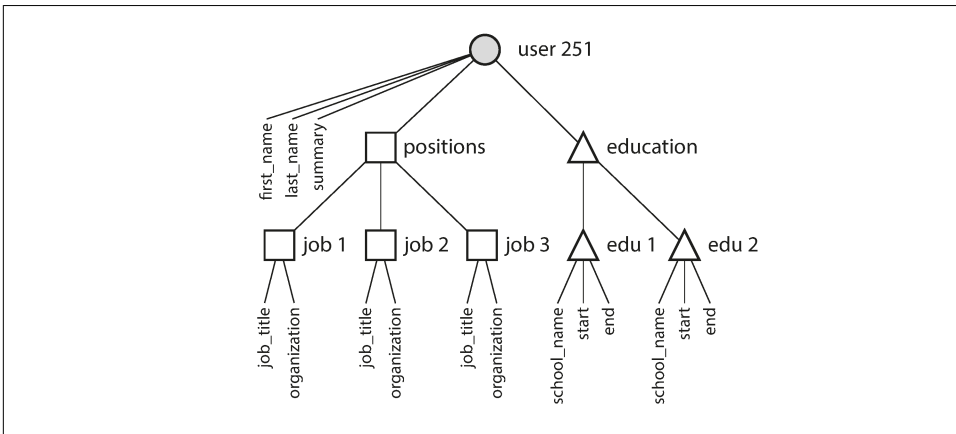 user 251
first_name
last_name
summary
positions
education
job 1
job 2
job 3
edu 1
edu 2
job_title
organization
job_title
organization
job_title
organization
school_name
start
end
school_name
start
end